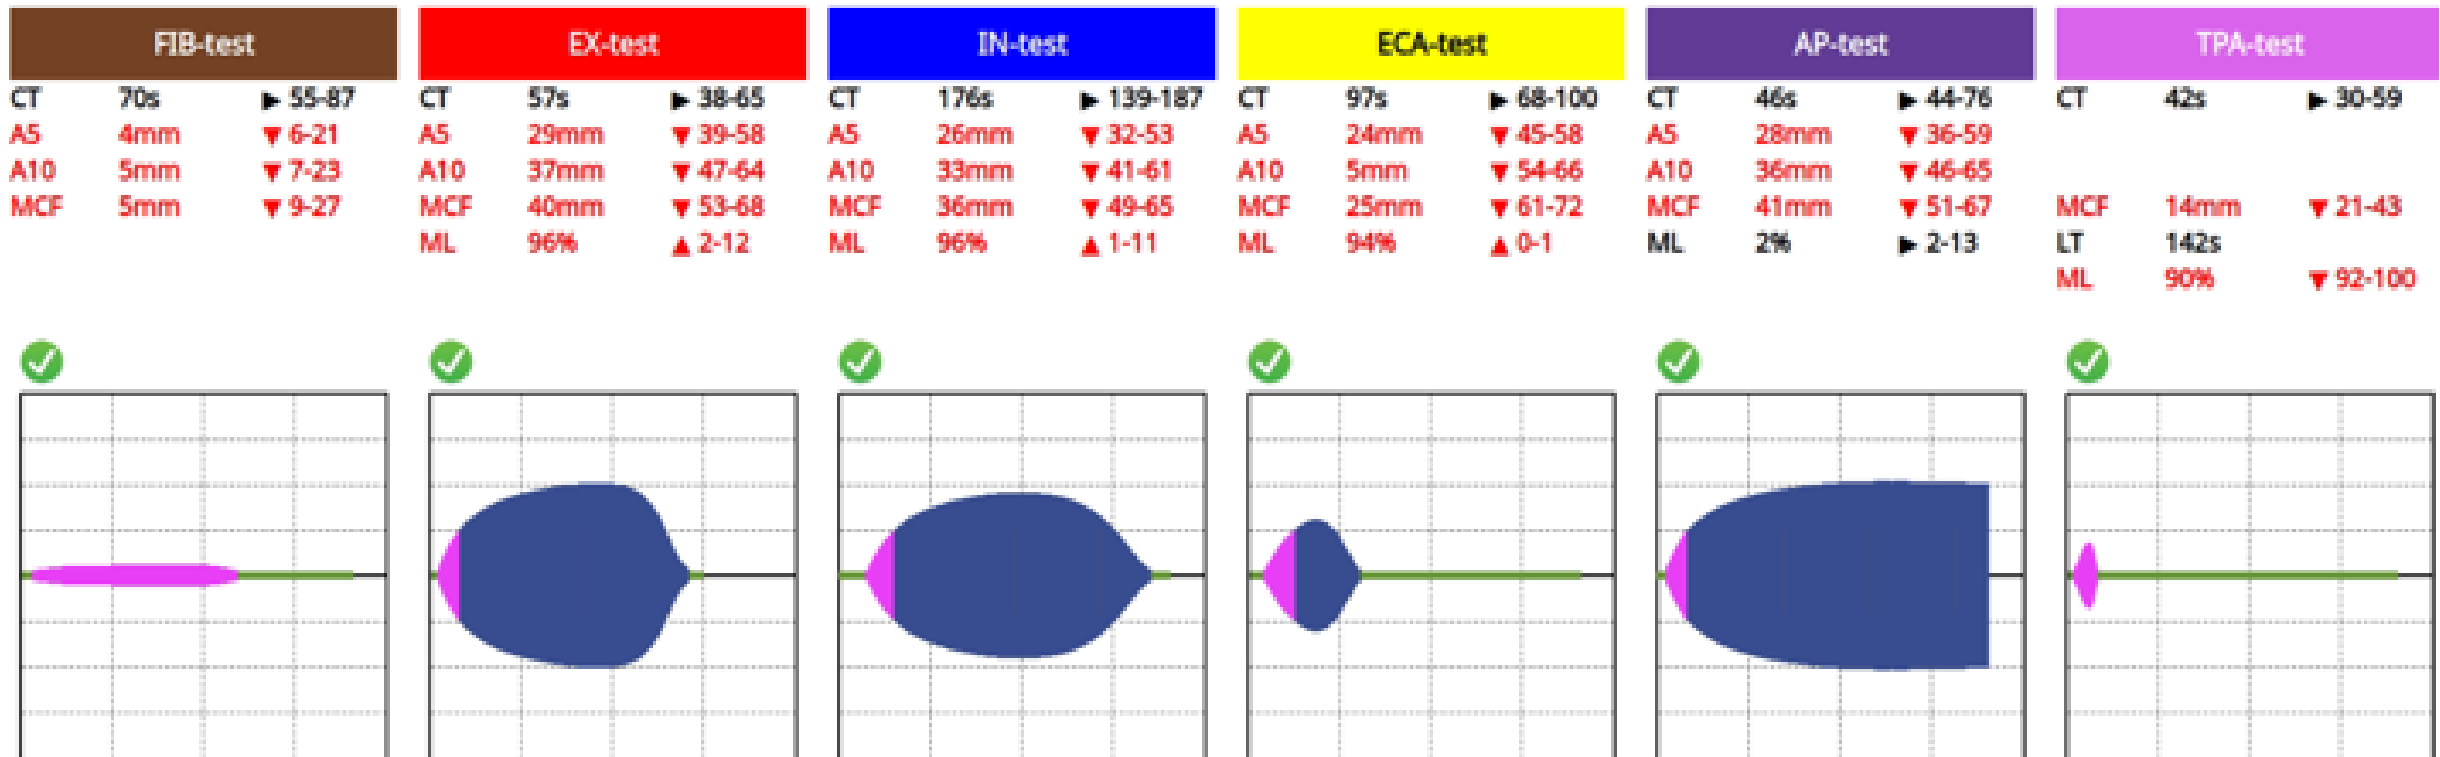 FIB-test
CT 70s ▶ 55-87
A5 4mm ▼ 6-21
A10 5mm ▼ 7-23
MCF 5mm ▼ 9-27
EX-test
CT 57s ▶ 38-65
A5 29mm ▼ 39-58
A10 37mm ▼ 47-64
MCF 40mm ▼ 53-68
ML 96% ▲ 2-12
IN-test
CT 176s ▶ 139-187
A5 26mm ▼ 32-53
A10 33mm ▼ 41-61
MCF 36mm ▼ 49-65
ML 96% ▲ 1-11
ECA-test
CT 97s ▶ 68-100
A5 24mm ▼ 45-58
A10 5mm ▼ 54-66
MCF 25mm ▼ 61-72
ML 94% ▲ 0-1
AP-test
CT 46s ▶ 44-76
A5 28mm ▼ 36-59
A10 36mm ▼ 46-65
MCF 41mm ▼ 51-67
ML 2% ▶ 2-13
TPA-test
CT 42s ▶ 30-59
MCF 14mm ▼ 21-43
LT 142s
ML 90% ▼ 92-100